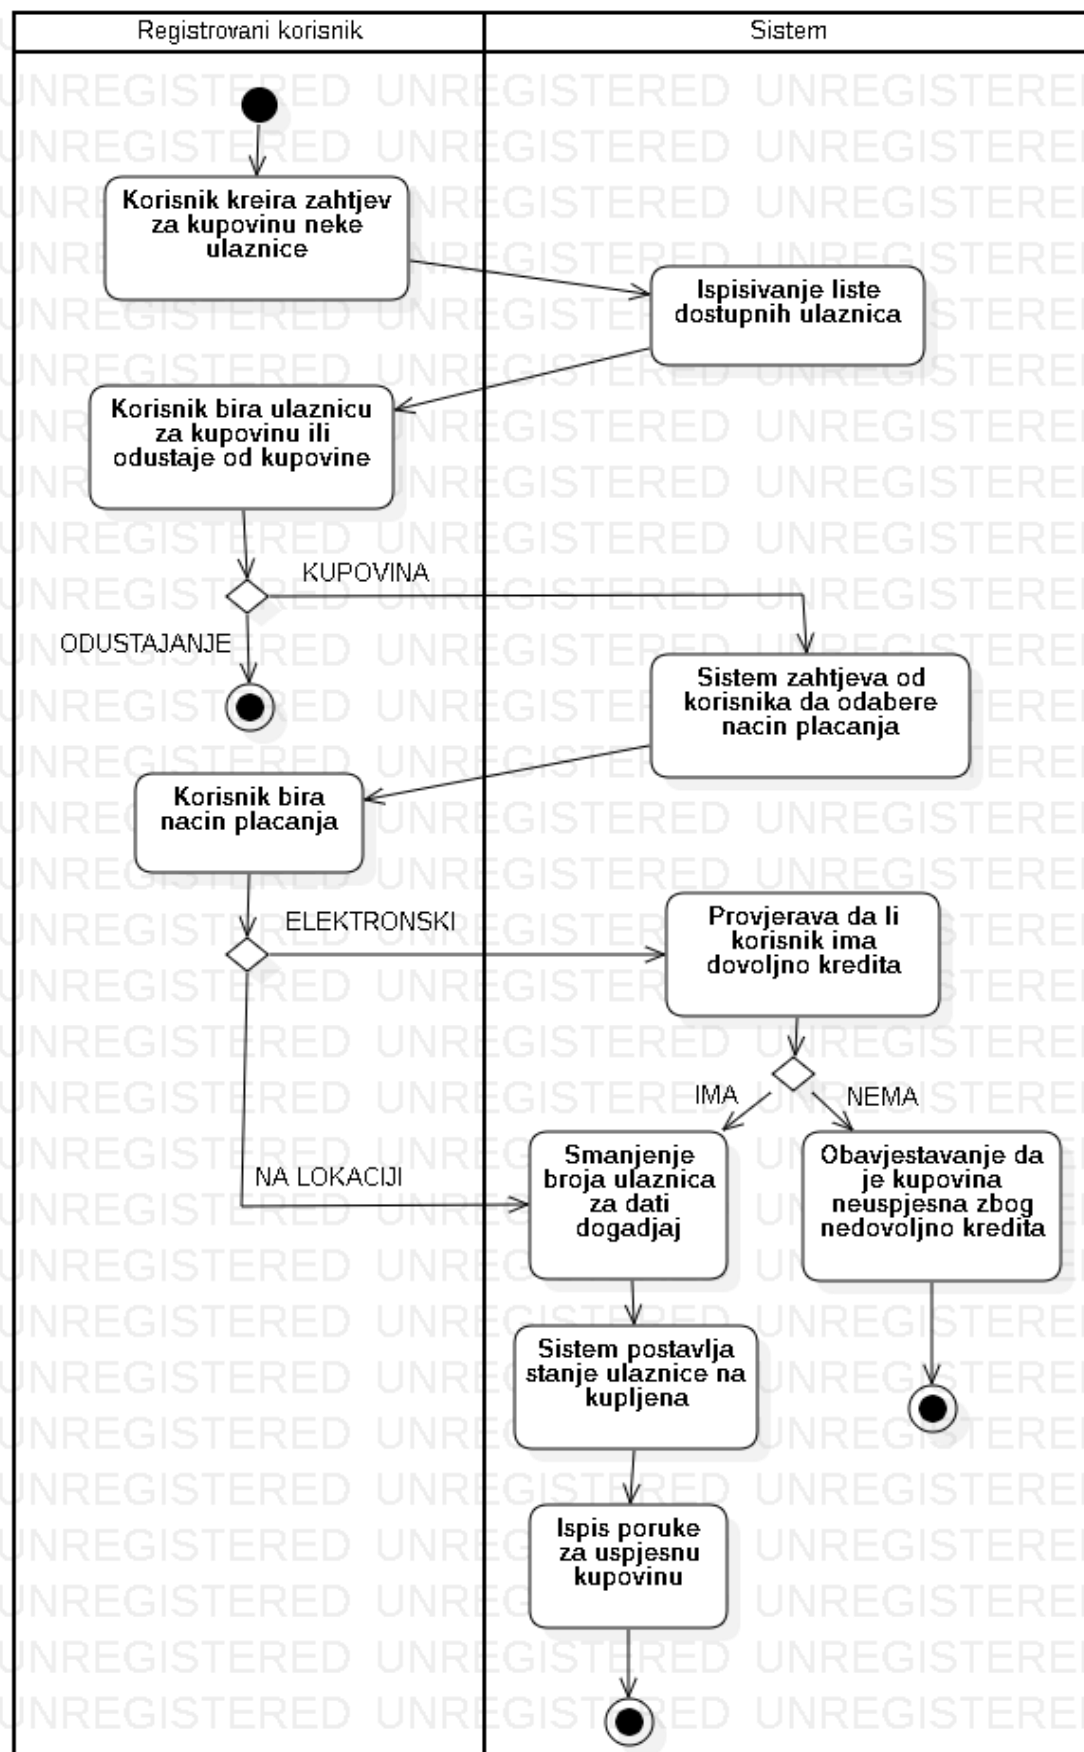 Registrovani korisnik
Sistem
Korisnik kreira zahtjev
za kupovinu neke
ulaznice
Ispisivanje liste
dostupnih ulaznica
Korisnik bira ulaznicu
za kupovinu ili
odustaje od kupovine
KUPOVINA
ODUSTAJANJE
Sistem zahtjeva od
korisnika da odabere
nacin placanja
Korisnik bira
nacin placanja
ELEKTRONSKI
Provjerava da li
korisnik ima
dovoljno kredita
IMA
NEMA
NA LOKACIJI
Smanjenje
broja ulaznica
za dati
dogadjaj
Obavjestavanje da
je kupovina
neuspjesna zbog
nedovoljno kredita
Sistem postavlja
stanje ulaznice na
kupljena
Ispis poruke
za uspjesnu
kupovinu
UNREGISTERED